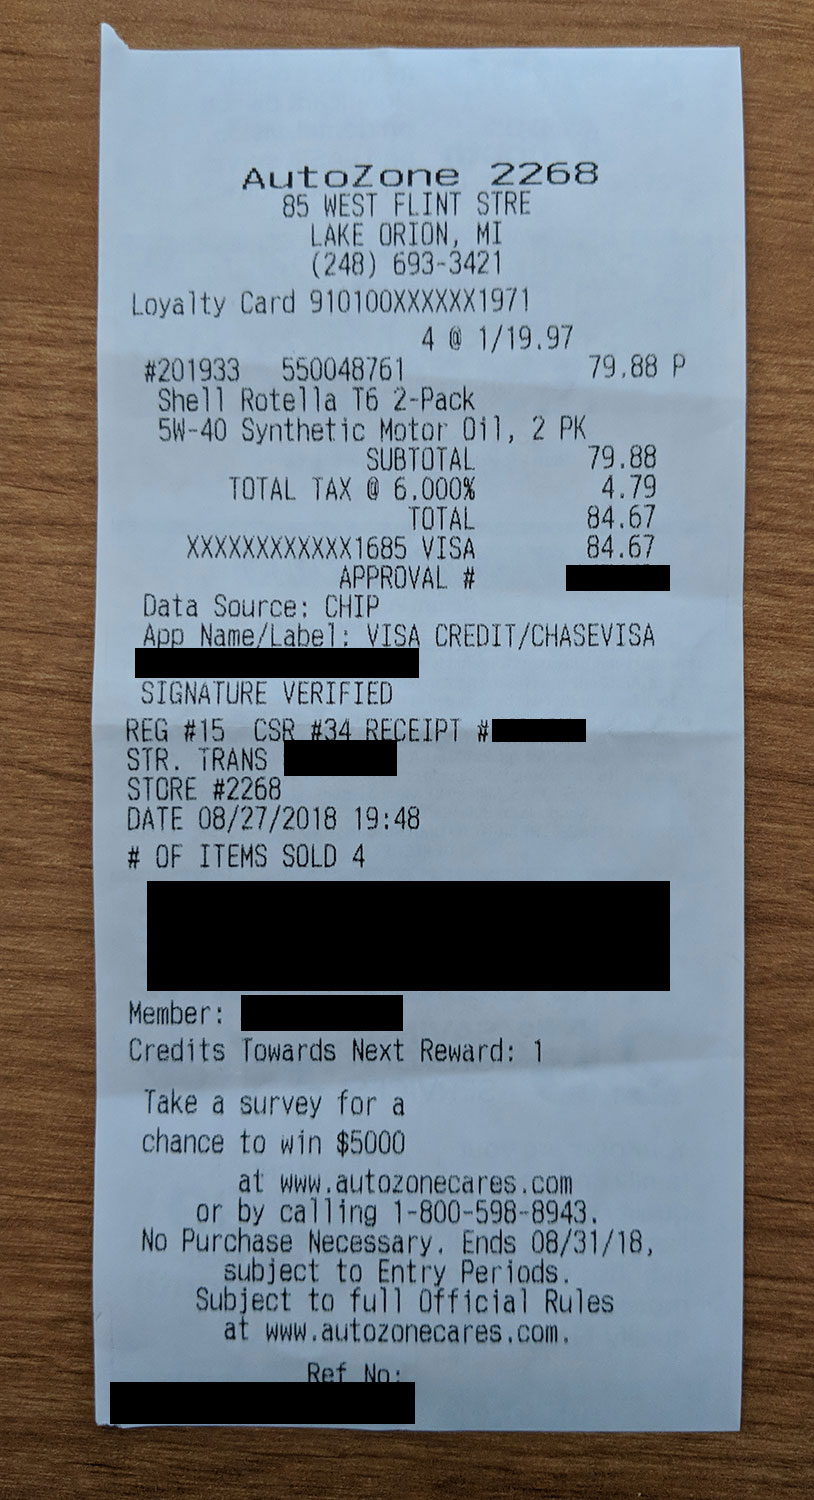 AutoZone 2268
85 WEST FLINT STRE
LAKE ORION, MI
(248) 693-3421
Loyalty Card 910100XXXXXX1971
4 @ 1/19.97
#201933 550048761 79.88 P
Shell Rotella T6 2-Pack
5W-40 Synthetic Motor Oil, 2 PK
SUBTOTAL 79.88
TOTAL TAX @ 6.000% 4.79
TOTAL 84.67
XXXXXXXXXXXX1685 VISA 84.67
APPROVAL #
Data Source: CHIP
App Name/Label: VISA CREDIT/CHASEVISA
SIGNATURE VERIFIED
REG #15 CSR #34 RECEIPT #
STR. TRANS
STORE #2268
DATE 08/27/2018 19:48
# OF ITEMS SOLD 4
Member:
Credits Towards Next Reward: 1
Take a survey for a
chance to win $5000
at www.autozonecares.com
or by calling 1-800-598-8943.
No Purchase Necessary. Ends 08/31/18,
subject to Entry Periods.
Subject to full Official Rules
at www.autozonecares.com.
Ref No: